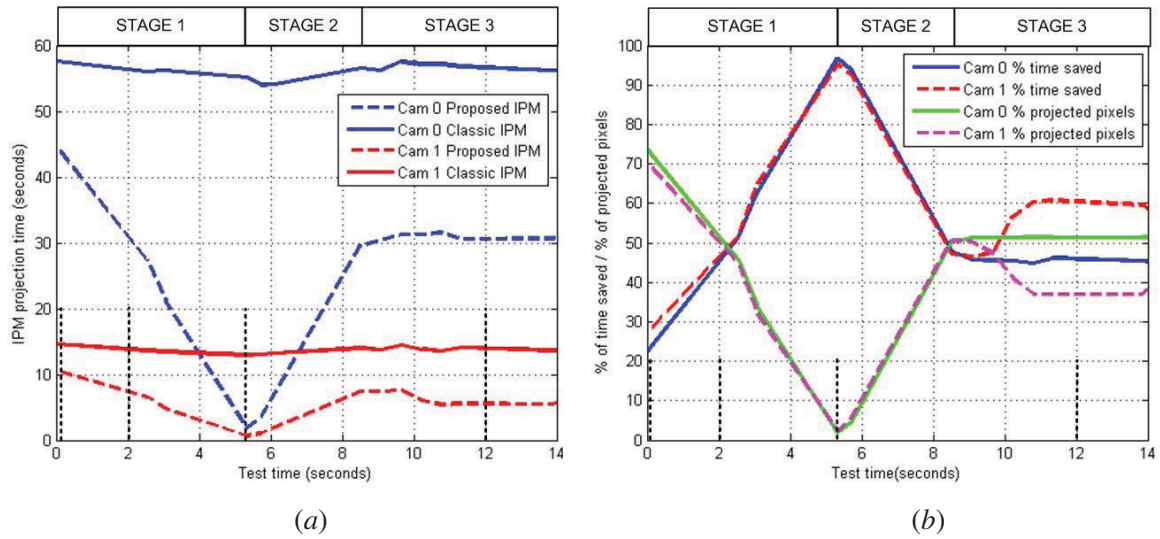 STAGE 1 STAGE 2 STAGE 3
60
50
40
30
20
10
0
IPM projection time (seconds)
Cam 0 Proposed IPM
Cam 0 Classic IPM
Cam 1 Proposed IPM
Cam 1 Classic IPM
0 2 4 6 8 10 12 14
Test time (seconds)
(a)
STAGE 1 STAGE 2 STAGE 3
100
90
80
70
60
50
40
30
20
10
0
% of time saved / % of projected pixels
Cam 0 % time saved
Cam 1 % time saved
Cam 0 % projected pixels
Cam 1 % projected pixels
0 2 4 6 8 10 12 14
Test time(seconds)
(b)